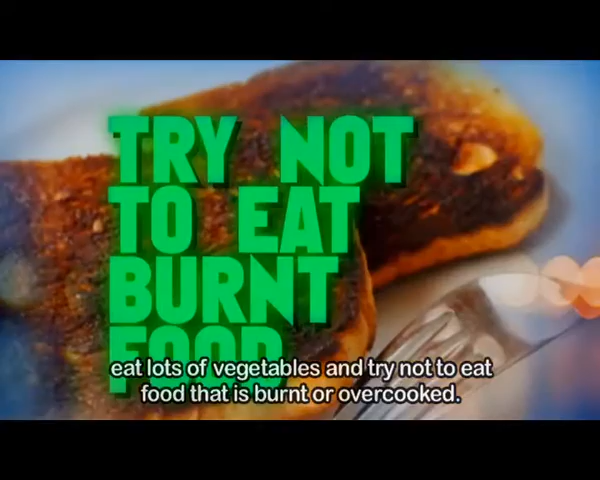 TRY NOT
TO EAT
BURNT
FOOD
eat lots of vegetables and try not to eat
food that is burnt or overcooked.